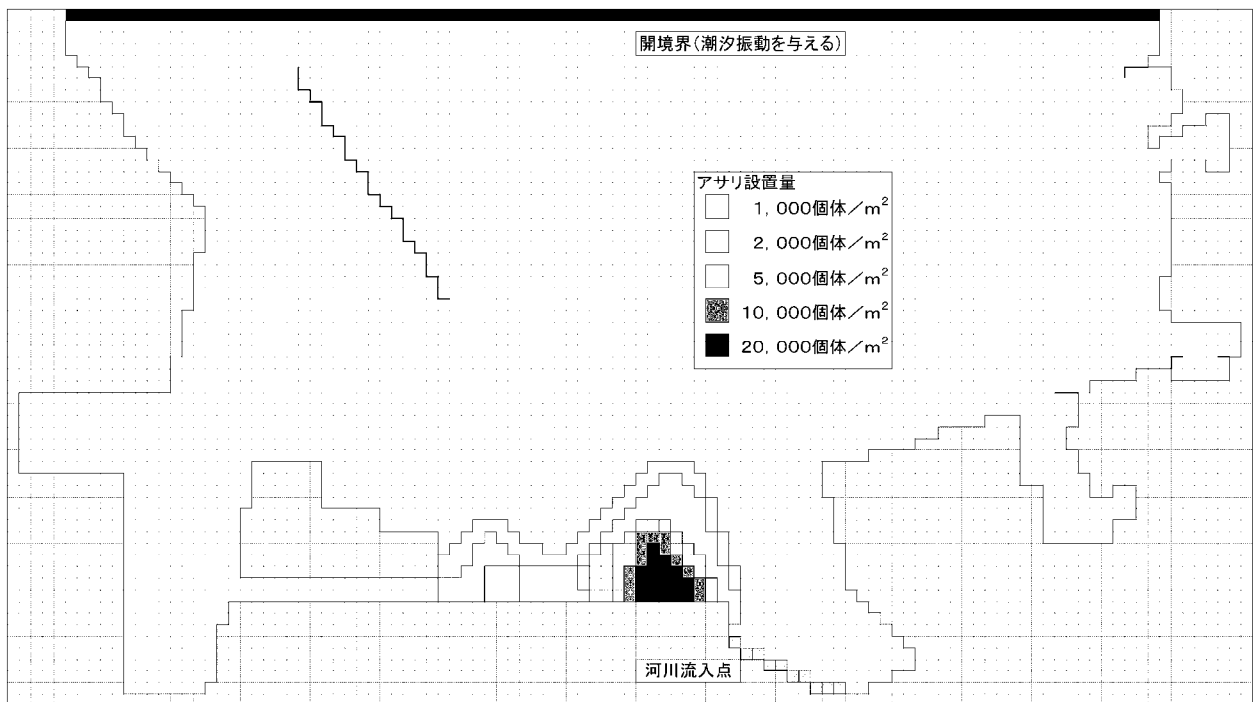 開境界(潮汐振動を与える)
アサリ設置量
1,000個体/m²
2,000個体/m²
5,000個体/m²
10,000個体/m²
20,000個体/m²
河川流入点